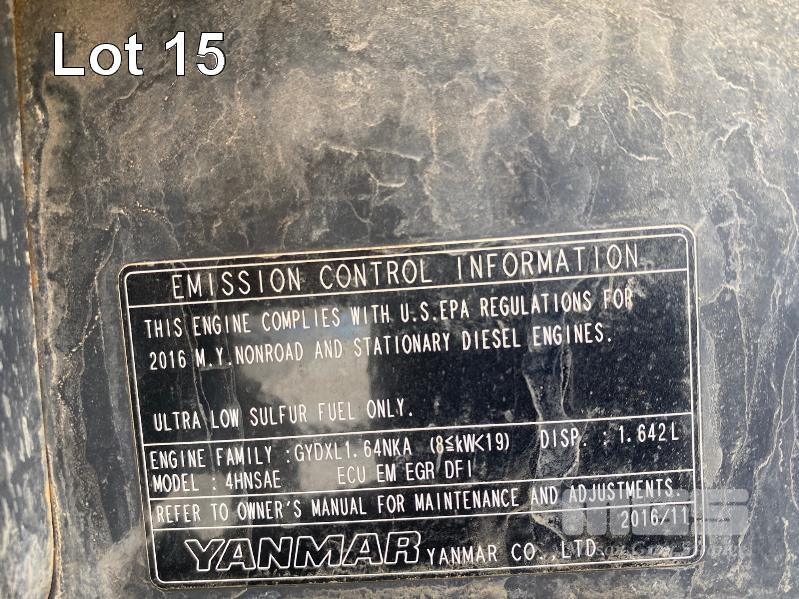 Lot 15
EMISSION CONTROL INFORMATION
THIS ENGINE COMPLIES WITH U.S.EPA REGULATIONS FOR
2016 M.Y.NONROAD AND STATIONARY DIESEL ENGINES.
ULTRA LOW SULFUR FUEL ONLY.
ENGINE FAMILY :GYDXL1.64NKA (8≦kW<19) DISP. : 1.642L
MODEL : 4HNSAE ECU EM EGR DFI
REFER TO OWNER'S MANUAL FOR MAINTENANCE AND ADJUSTMENTS.
2016/11
YANMAR YANMAR CO.,LTD